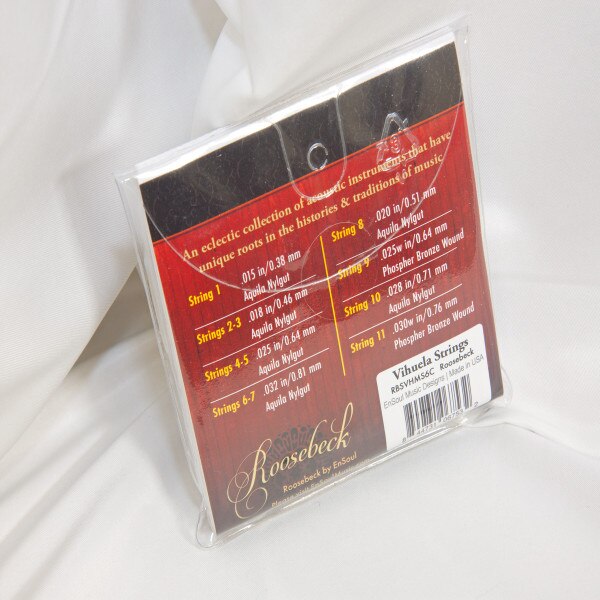 An eclectic collection of acoustic instruments that have
unique roots in the histories & traditions of music
String 1 .015 in/0.38 mm
Aquila Nylgut
Strings 2-3 .018 in/0.46 mm
Aquila Nylgut
Strings 4-5 .025 in/0.64 mm
Aquila Nylgut
Strings 6-7 .032 in/0.81 mm
Aquila Nylgut
String 8 .020 in/0.51 mm
Aquila Nylgut
String 9 .025w in/0.64 mm
Phospher Bronze Wound
String 10 .028 in/0.71 mm
Aquila Nylgut
String 11 .030w in/0.76 mm
Phospher Bronze Wound
Vihuela Strings
RBSVHMS6C Roosebeck
EnSoul Music Designs | Made in USA
Roosebeck
Roosebeck by EnSoul